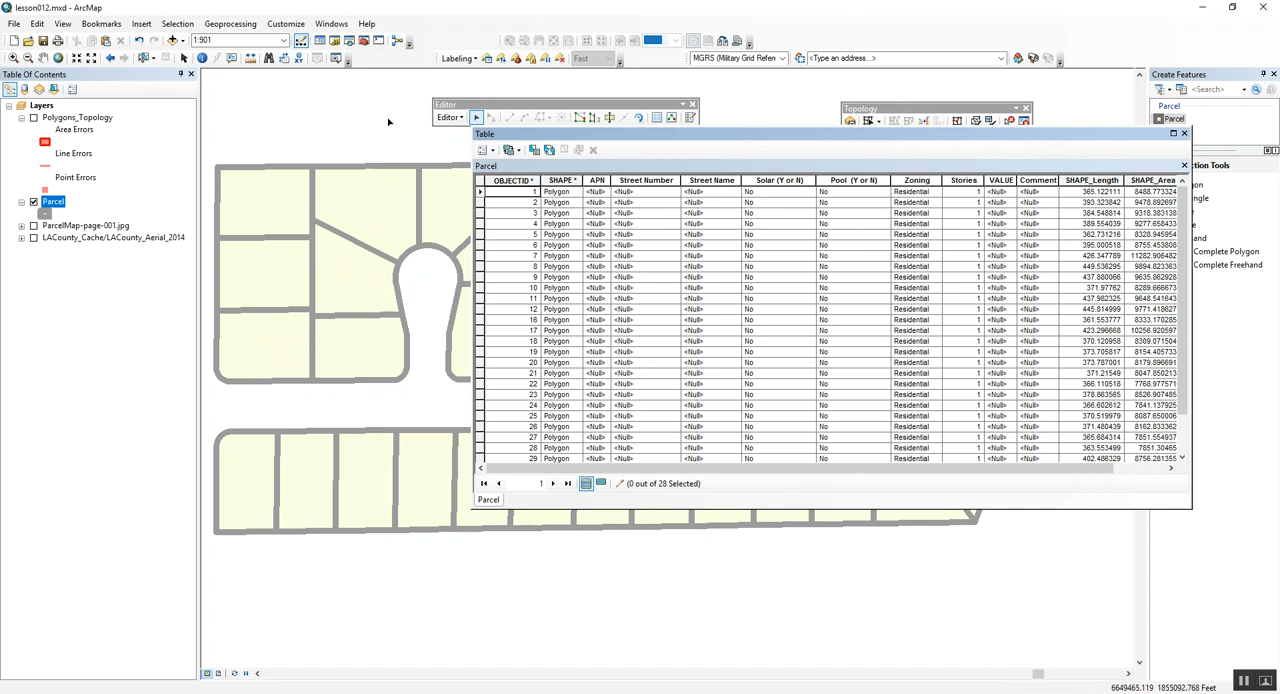 lesson012.mxd - ArcMap
File Edit View Bookmarks Insert Selection Geoprocessing Customize Windows Help
1:901
Labeling Fast MGRS (Military Grid Refere <Type an address...>
Table Of Contents
Layers
Polygons_Topology
Area Errors
Line Errors
Point Errors
Parcel
ParcelMap-page-001.jpg
LACounty_Cache/LACounty_Aerial_2014
Editor
Editor
Topology
Table
Parcel
OBJECTID * SHAPE * APN Street Number Street Name Solar (Y or N) Pool (Y or N) Zoning Stories VALUE Comment SHAPE_Length SHAPE_Area
1 Polygon <Null> <Null> <Null> No No Residential 1 <Null> <Null> 365.122111 8488.773324
2 Polygon <Null> <Null> <Null> No No Residential 1 <Null> <Null> 393.323842 9478.892697
3 Polygon <Null> <Null> <Null> No No Residential 1 <Null> <Null> 384.548814 9318.383138
4 Polygon <Null> <Null> <Null> No No Residential 1 <Null> <Null> 389.554039 9277.658433
5 Polygon <Null> <Null> <Null> No No Residential 1 <Null> <Null> 362.731216 8328.945954
6 Polygon <Null> <Null> <Null> No No Residential 1 <Null> <Null> 395.000518 8755.453808
7 Polygon <Null> <Null> <Null> No No Residential 1 <Null> <Null> 426.347789 11282.906482
8 Polygon <Null> <Null> <Null> No No Residential 1 <Null> <Null> 449.536295 9894.823363
9 Polygon <Null> <Null> <Null> No No Residential 1 <Null> <Null> 437.880066 9635.862928
10 Polygon <Null> <Null> <Null> No No Residential 1 <Null> <Null> 371.97762 8289.666673
11 Polygon <Null> <Null> <Null> No No Residential 1 <Null> <Null> 437.982325 9648.541643
12 Polygon <Null> <Null> <Null> No No Residential 1 <Null> <Null> 445.814999 9771.418627
16 Polygon <Null> <Null> <Null> No No Residential 1 <Null> <Null> 361.553777 8333.170285
17 Polygon <Null> <Null> <Null> No No Residential 1 <Null> <Null> 423.296668 10256.920597
18 Polygon <Null> <Null> <Null> No No Residential 1 <Null> <Null> 370.120958 8309.071504
19 Polygon <Null> <Null> <Null> No No Residential 1 <Null> <Null> 373.705817 8154.405733
20 Polygon <Null> <Null> <Null> No No Residential 1 <Null> <Null> 373.787001 8179.896691
21 Polygon <Null> <Null> <Null> No No Residential 1 <Null> <Null> 371.21549 8047.850213
22 Polygon <Null> <Null> <Null> No No Residential 1 <Null> <Null> 366.110518 7768.977571
23 Polygon <Null> <Null> <Null> No No Residential 1 <Null> <Null> 378.863565 8526.907485
24 Polygon <Null> <Null> <Null> No No Residential 1 <Null> <Null> 366.602612 7841.137925
25 Polygon <Null> <Null> <Null> No No Residential 1 <Null> <Null> 370.519979 8087.650006
26 Polygon <Null> <Null> <Null> No No Residential 1 <Null> <Null> 371.480439 8162.833362
27 Polygon <Null> <Null> <Null> No No Residential 1 <Null> <Null> 365.684314 7851.554937
28 Polygon <Null> <Null> <Null> No No Residential 1 <Null> <Null> 363.553499 7851.30465
29 Polygon <Null> <Null> <Null> No No Residential 1 <Null> <Null> 402.486329 8756.281355
1 (0 out of 28 Selected)
Parcel
Create Features
<Search>
Parcel
Parcel
ction Tools
on
ngle
e
and
Complete Polygon
Complete Freehand
6649465.119 1855092.768 Feet